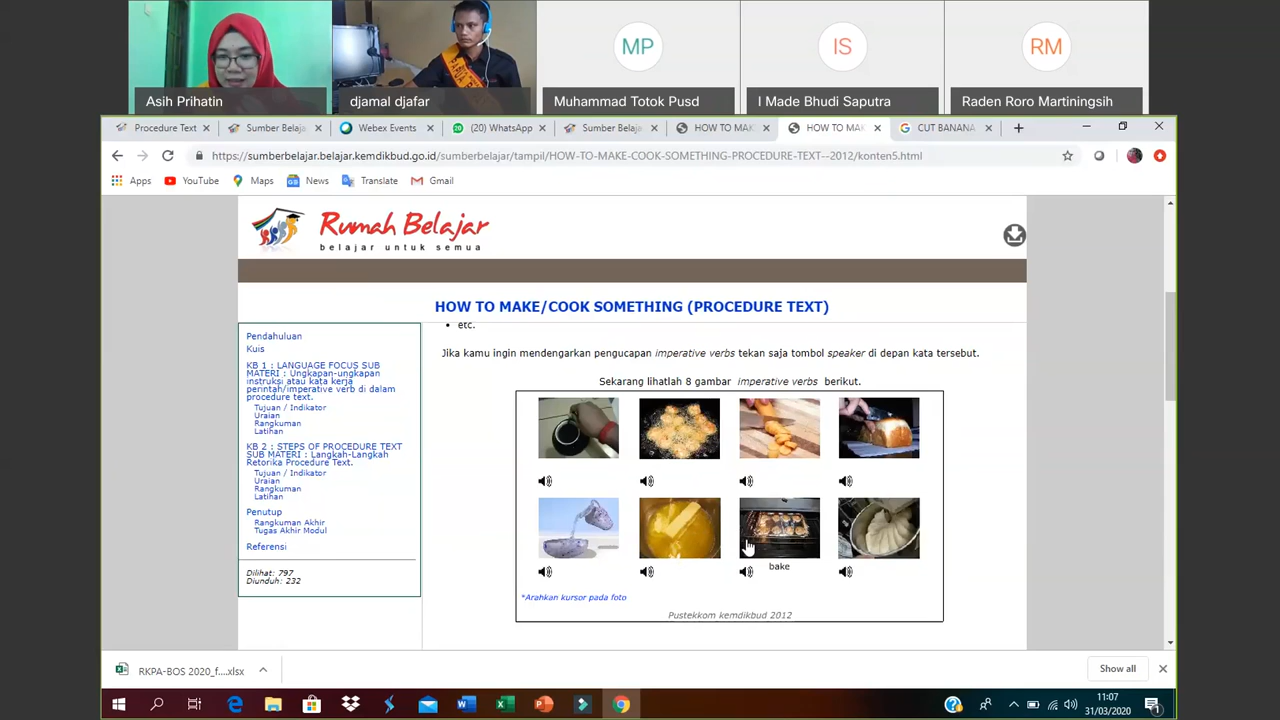 MP
IS
RM
Asih Prihatin
djamal djafar
Muhammad Totok Pusd
I Made Bhudi Saputra
Raden Roro Martiningsih
Procedure Text
Sumber Belaja
Webex Events
(20) WhatsApp
Sumber Belaja
HOW TO MAK
HOW TO MAK
CUT BANANA
https://sumberbelajar.belajar.kemdikbud.go.id/sumberbelajar/tampil/HOW-TO-MAKE-COOK-SOMETHING-PROCEDURE-TEXT--2012/konten5.html
Apps
YouTube
Maps
News
Translate
Gmail
Rumah Belajar
belajar untuk semua
HOW TO MAKE/COOK SOMETHING (PROCEDURE TEXT)
Pendahuluan
Kuis
KB 1 : LANGUAGE FOCUS SUB
MATERI : Ungkapan-ungkapan
instruksi atau kata kerja
perintah/imperative verb di dalam
procedure text.
Tujuan / Indikator
Uraian
Rangkuman
Latihan
KB 2 : STEPS OF PROCEDURE TEXT
SUB MATERI : Langkah-Langkah
Retorika Procedure Text.
Tujuan / Indikator
Uraian
Rangkuman
Latihan
Penutup
Rangkuman Akhir
Tugas Akhir Modul
Referensi
Dilihat: 797
Diunduh: 232
• etc.
Jika kamu ingin mendengarkan pengucapan imperative verbs tekan saja tombol speaker di depan kata tersebut.
Sekarang lihatlah 8 gambar imperative verbs berikut.
bake
*Arahkan kursor pada foto
Pustekkom kemdikbud 2012
RKPA-BOS 2020_f....xlsx
Show all
11:07
31/03/2020